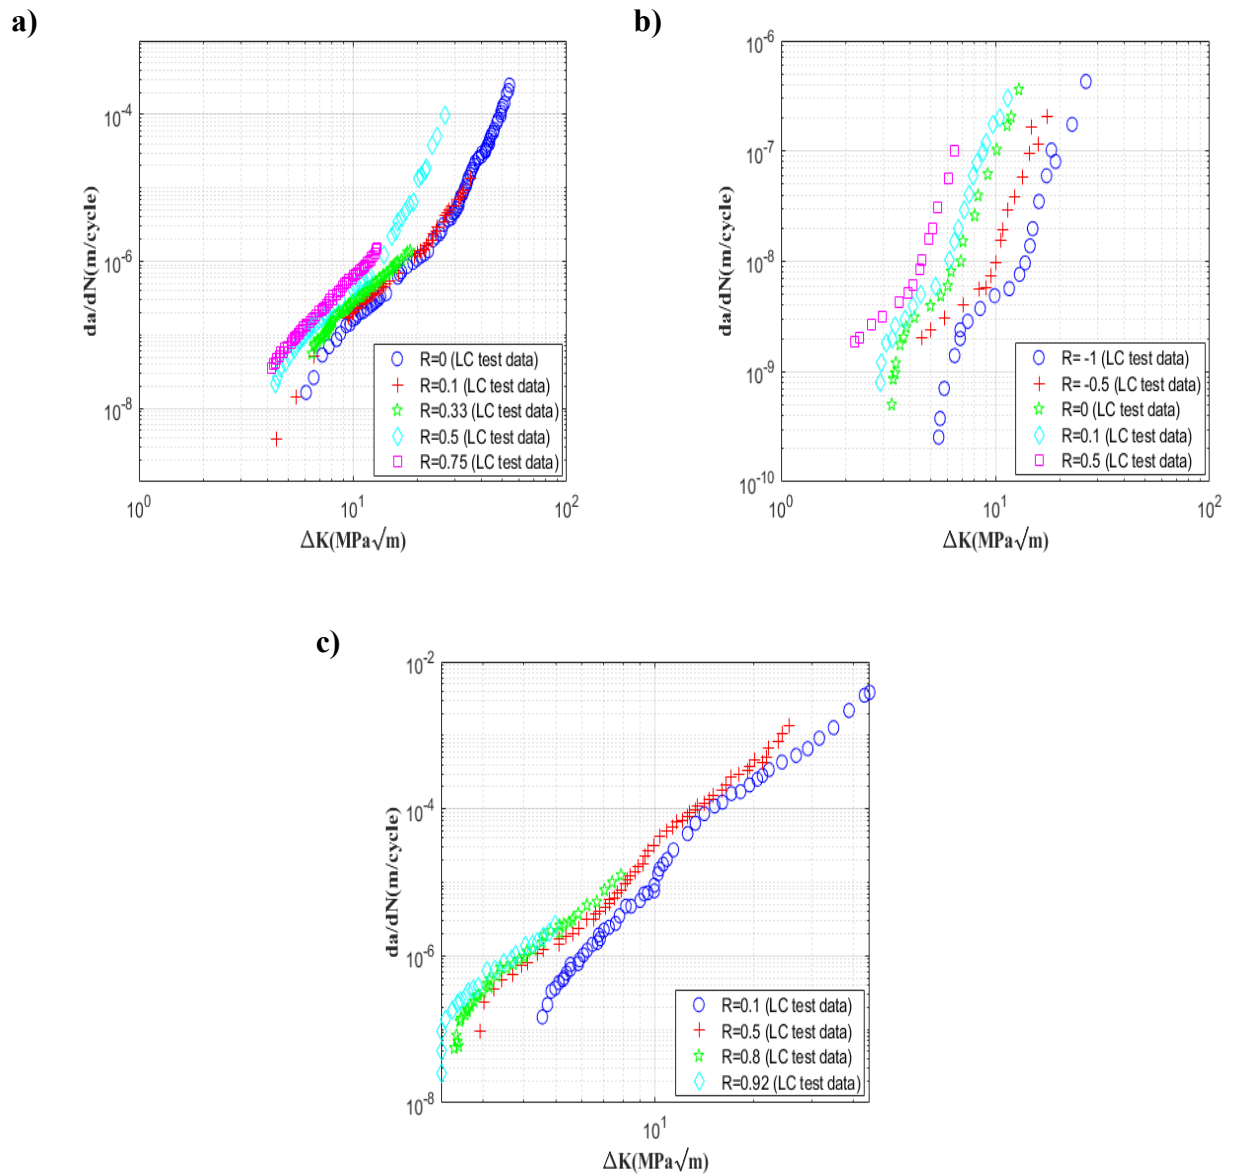 a)
da/dN(m/cycle)
10^-4
10^-6
10^-8
10^0
10^1
10^2
ΔK(MPa√m)
R=0 (LC test data)
R=0.1 (LC test data)
R=0.33 (LC test data)
R=0.5 (LC test data)
R=0.75 (LC test data)
b)
da/dN(m/cycle)
10^-6
10^-7
10^-8
10^-9
10^-10
10^0
10^1
10^2
ΔK(MPa√m)
R= -1 (LC test data)
R= -0.5 (LC test data)
R=0 (LC test data)
R=0.1 (LC test data)
R=0.5 (LC test data)
c)
da/dN(m/cycle)
10^-2
10^-4
10^-6
10^-8
10^1
ΔK(MPa√m)
R=0.1 (LC test data)
R=0.5 (LC test data)
R=0.8 (LC test data)
R=0.92 (LC test data)